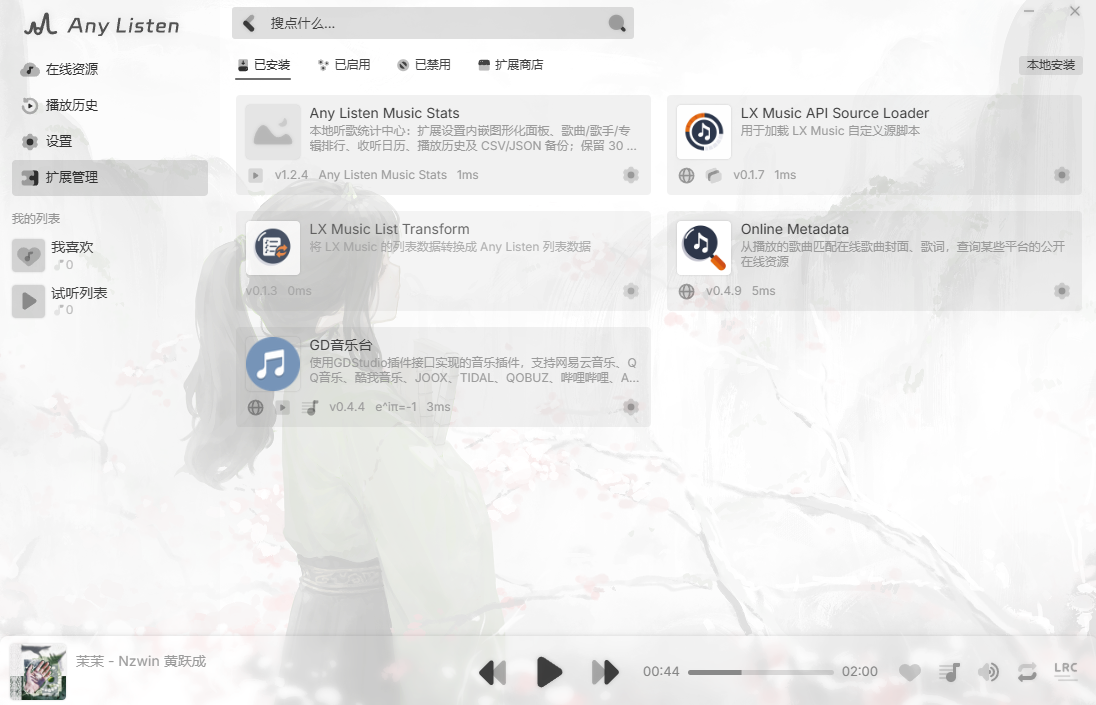 Any Listen
搜点什么...
在线资源
播放历史
设置
扩展管理
我的列表
我喜欢
0
试听列表
0
已安装
已启用
已禁用
扩展商店
本地安装
Any Listen Music Stats
本地听歌统计中心：扩展设置内嵌图形化面板、歌曲/歌手/专
辑排行、收听日历、播放历史及 CSV/JSON 备份；保留 30 ...
v1.2.4 Any Listen Music Stats 1ms
LX Music API Source Loader
用于加载 LX Music 自定义源脚本
v0.1.7 1ms
LX Music List Transform
将 LX Music 的列表数据转换成 Any Listen 列表数据
v0.1.3 0ms
Online Metadata
从播放的歌曲匹配在线歌曲封面、歌词，查询某些平台的公开
在线资源
v0.4.9 5ms
GD音乐台
使用GDStudio插件接口实现的音乐插件，支持网易云音乐、Q
Q音乐、酷我音乐、JOOX、TIDAL、QOBUZ、哔哩哔哩、A...
v0.4.4 e^iπ=-1 3ms
茉茉 - Nzwin 黄跃成
00:44
02:00
LRC